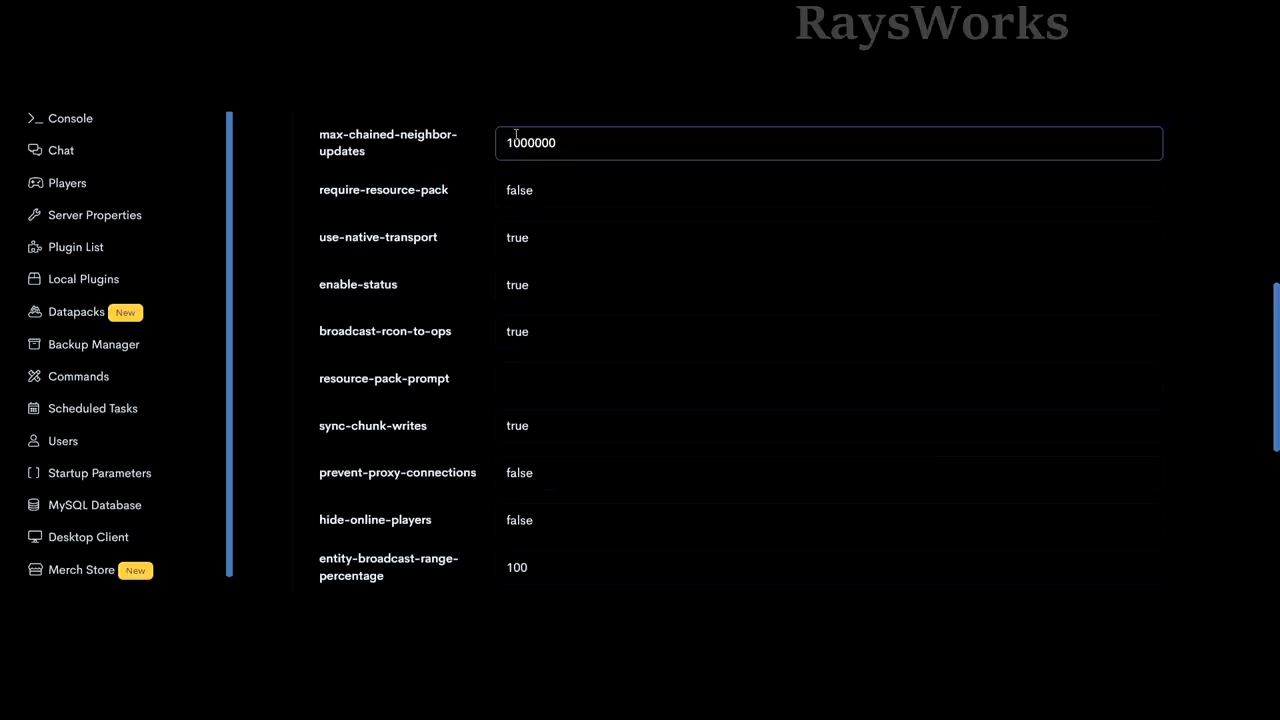 RaysWorks
Console
Chat
Players
Server Properties
Plugin List
Local Plugins
Datapacks New
Backup Manager
Commands
Scheduled Tasks
Users
Startup Parameters
MySQL Database
Desktop Client
Merch Store New
max-chained-neighbor-
updates
1000000
require-resource-pack false
use-native-transport true
enable-status true
broadcast-rcon-to-ops true
resource-pack-prompt
sync-chunk-writes true
prevent-proxy-connections false
hide-online-players false
entity-broadcast-range-
percentage
100